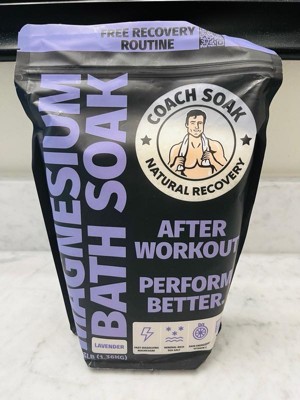 FREE RECOVERY
ROUTINE
MAGNESIUM
BATH SOAK
COACH SOAK
NATURAL RECOVERY
AFTER
WORKOUT
PERFORM
BETTER.
LAVENDER